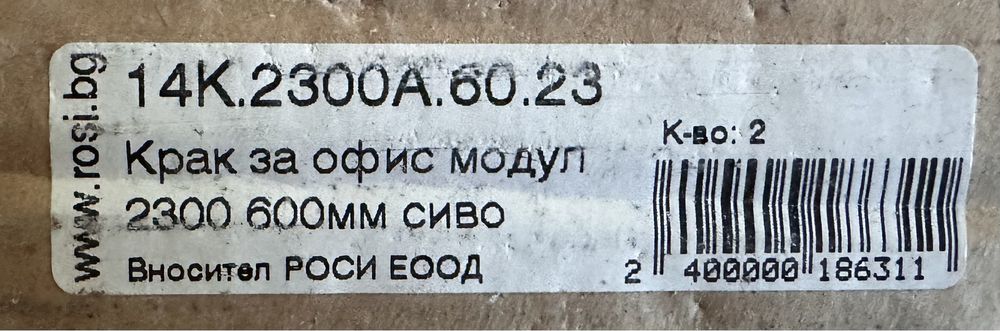 www.rosi.bg
14K.2300A.60.23
Крак за офис модул
2300 600мм сиво
Вносител РОСИ ЕООД
К-во: 2
2 400000 186311